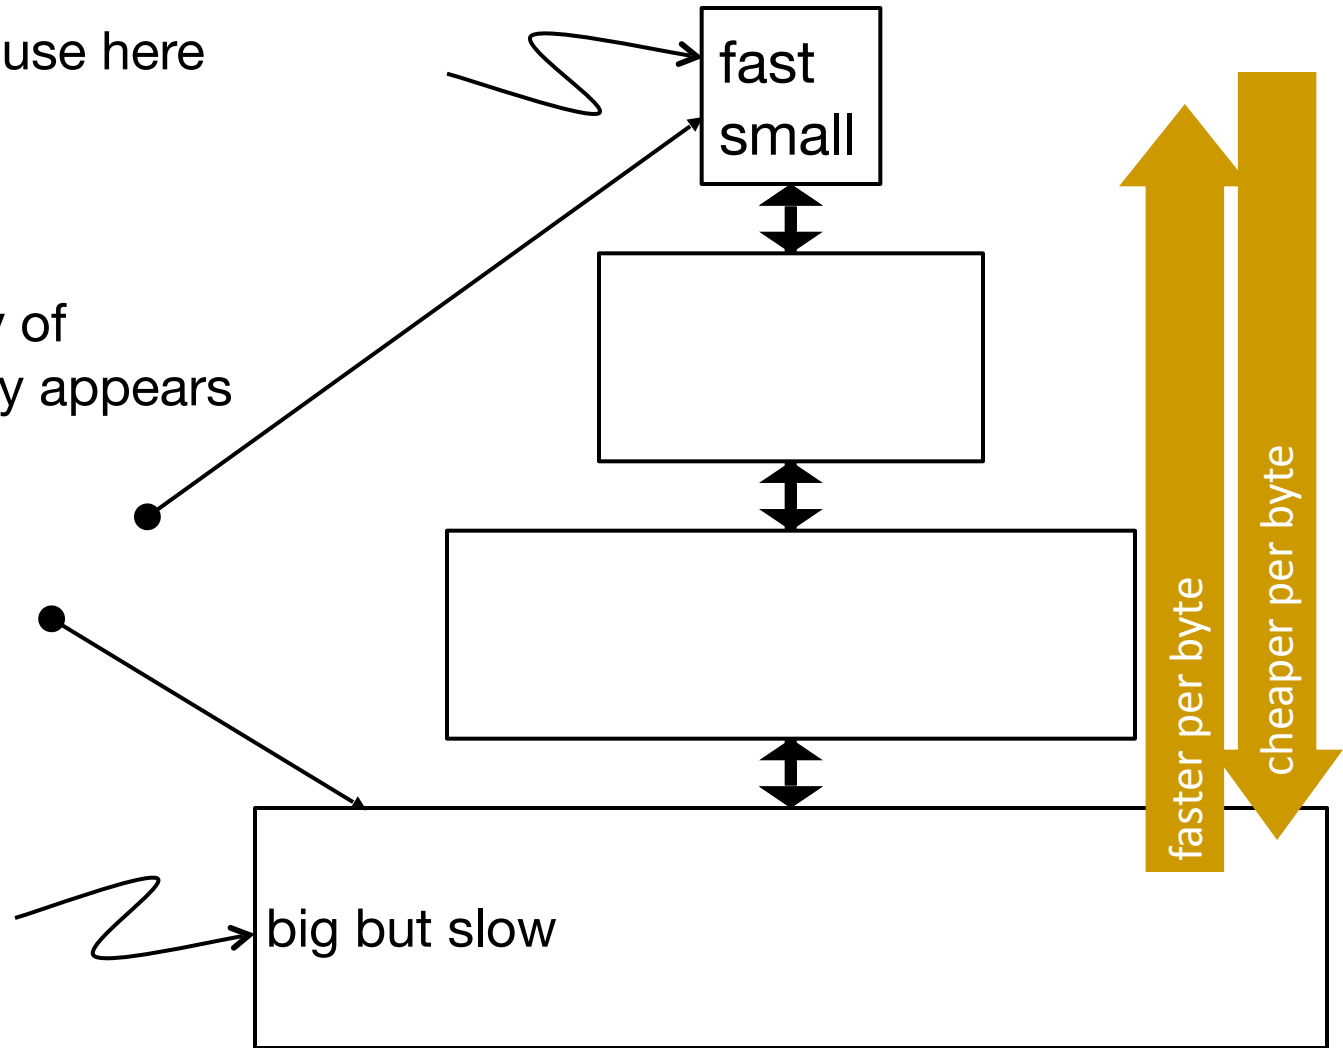 use here
fast
small
of
appears
faster per byte
cheaper per byte
big but slow